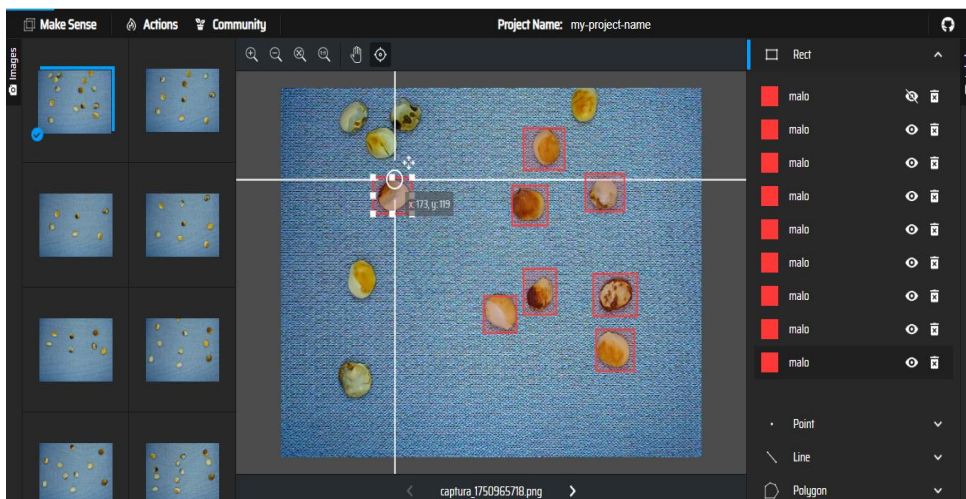 Make Sense Actions Community Project Name: my-project-name
Images
Rect
malo
malo
malo
malo
malo
malo
malo
malo
malo
x: 173, y: 119
Point
Line
Polygon
captura_1750965718.png